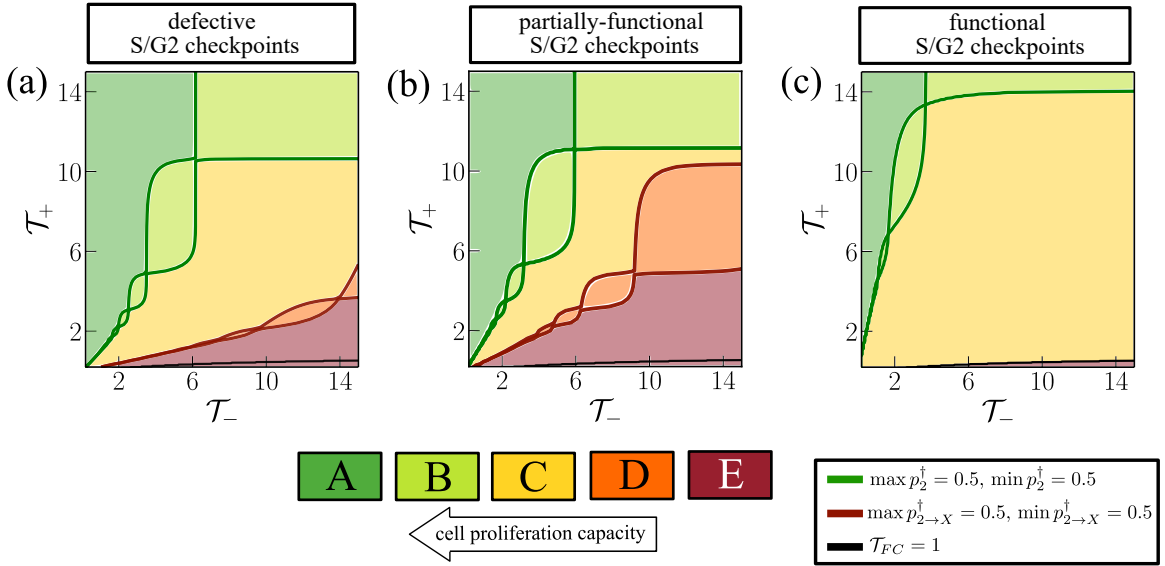 defective
S/G2 checkpoints
partially-functional
S/G2 checkpoints
functional
S/G2 checkpoints
(a)
14
10
6
2
𝒯₊
2 6 10 14
𝒯₋
(b)
14
10
6
2
𝒯₊
2 6 10 14
𝒯₋
(c)
14
10
6
2
𝒯₊
2 6 10 14
𝒯₋
A B C D E
cell proliferation capacity
max p₂† = 0.5, min p₂† = 0.5
max p†₂→X = 0.5, min p†₂→X = 0.5
𝒯FC = 1